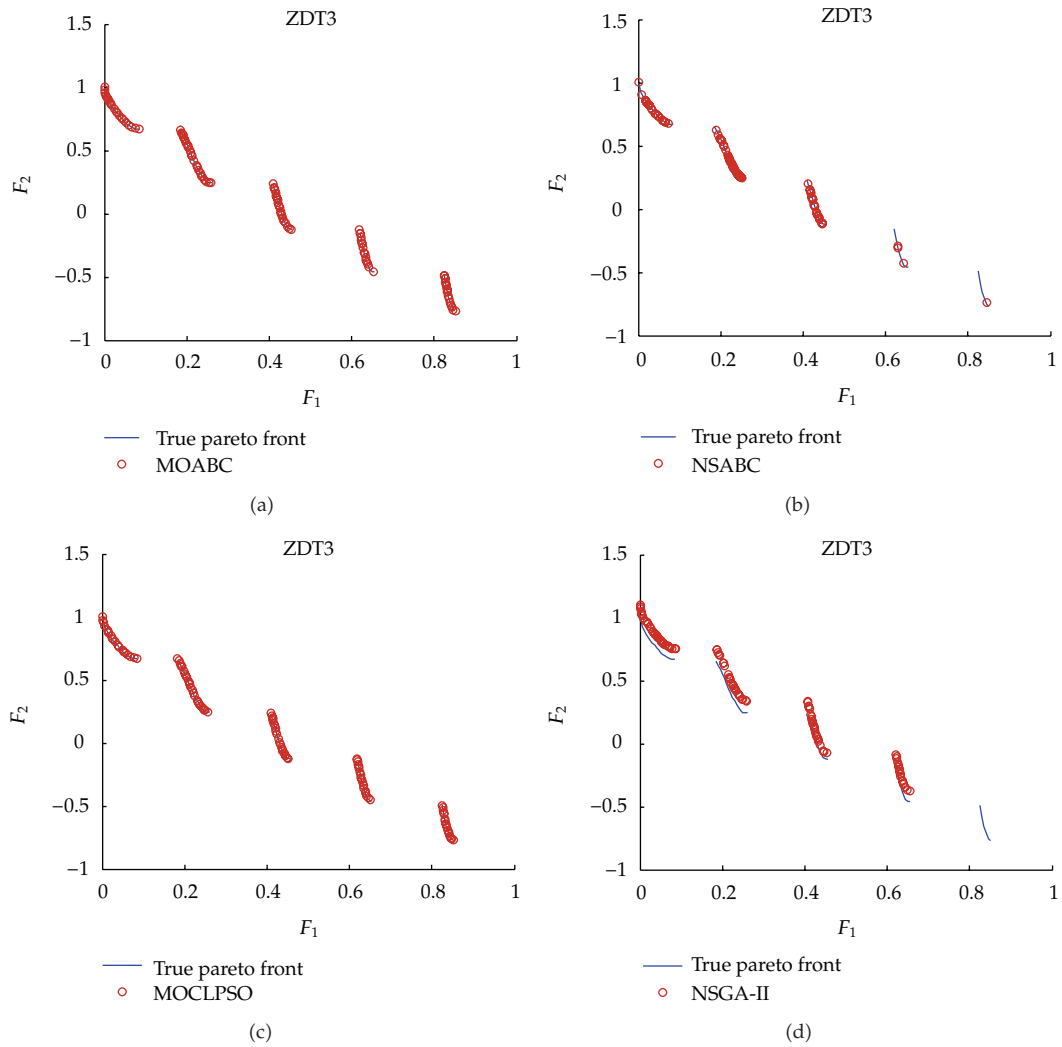 ZDT3
1.5
1
0.5
0
−0.5
−1
F2
0 0.2 0.4 0.6 0.8 1
F1
True pareto front
MOABC
(a)
ZDT3
1.5
1
0.5
0
−0.5
−1
F2
0 0.2 0.4 0.6 0.8 1
F1
True pareto front
NSABC
(b)
ZDT3
1.5
1
0.5
0
−0.5
−1
F2
0 0.2 0.4 0.6 0.8 1
F1
True pareto front
MOCLPSO
(c)
ZDT3
1.5
1
0.5
0
−0.5
−1
F2
0 0.2 0.4 0.6 0.8 1
F1
True pareto front
NSGA-II
(d)